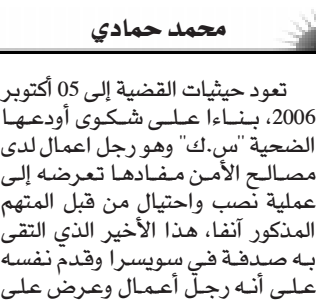 محمد حمادي
تعود حيثيات القضية إلى 05 أكتوبر
2006، بناءا على شكوى أودعها
الضحية "س.ك" وهو رجل اعمال لدى
مصالح الأمن مفادها تعرضه إلى
عملية نصب واحتيال من قبل المتهم
المذكور آنفا، هذا الأخير الذي التقى
به صدفة في سويسرا وقدم نفسه
على أنه رجل أعمال وعرض على